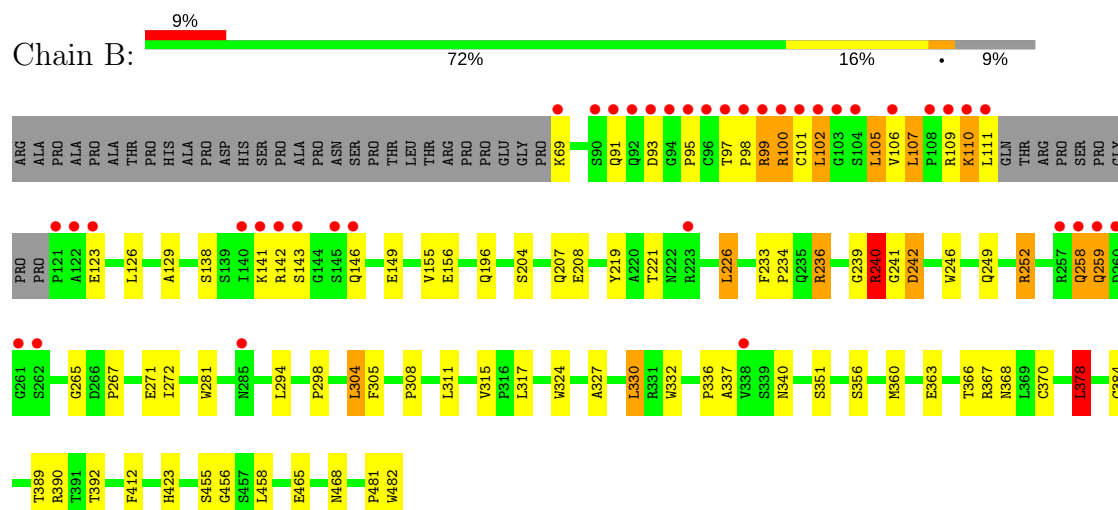 9%
Chain B:
72% 16% • 9%
ARG ALA PRO ALA PRO ALA THR PRO HIS ALA PRO ASP HIS SER PRO ALA PRO ASN SER PRO THR LEU THR VAL ARG PRO PRO GLU GLY PRO K69 S90 Q91 Q92 D93 G94 P95 C96 T97 P98 R99 R100 C101 L102 G103 S104 L105 V106 L107 P108 R109 K110 L111 GLN THR ARG PRO SER PRO GLY
PRO PRO P121 A122 E123 L126 A129 S138 S139 I140 K141 R142 S143 G144 S145 Q146 E149 V155 E156 Q196 S204 Q207 E208 Y219 A220 T221 N222 R223 L226 F233 P234 Q235 R236 G239 R240 G241 D242 W246 Q249 R252 R257 Q258 Q259 D260
G261 S262 G265 D266 P267 E271 I272 W281 N285 L294 P298 L304 F305 P308 L311 V315 P316 L317 W324 A327 L330 R331 W332 P336 A337 V338 S339 N340 S351 S356 M360 E363 T366 R367 N368 L369 C370 L378 G384
T389 R390 T391 T392 F412 H423 S455 G456 S457 L458 E465 N468 P481 W482